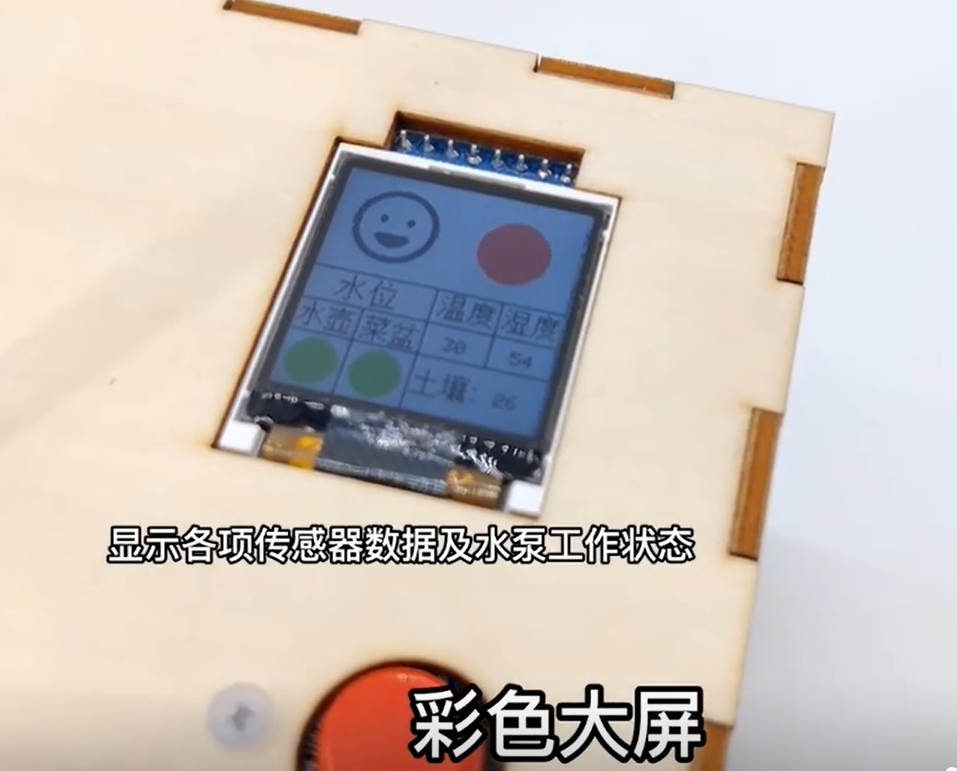 水位
温度 湿度
水壶 菜盆
30 54
土壤: 26
显示各项传感器数据及水泵工作状态
彩色大屏